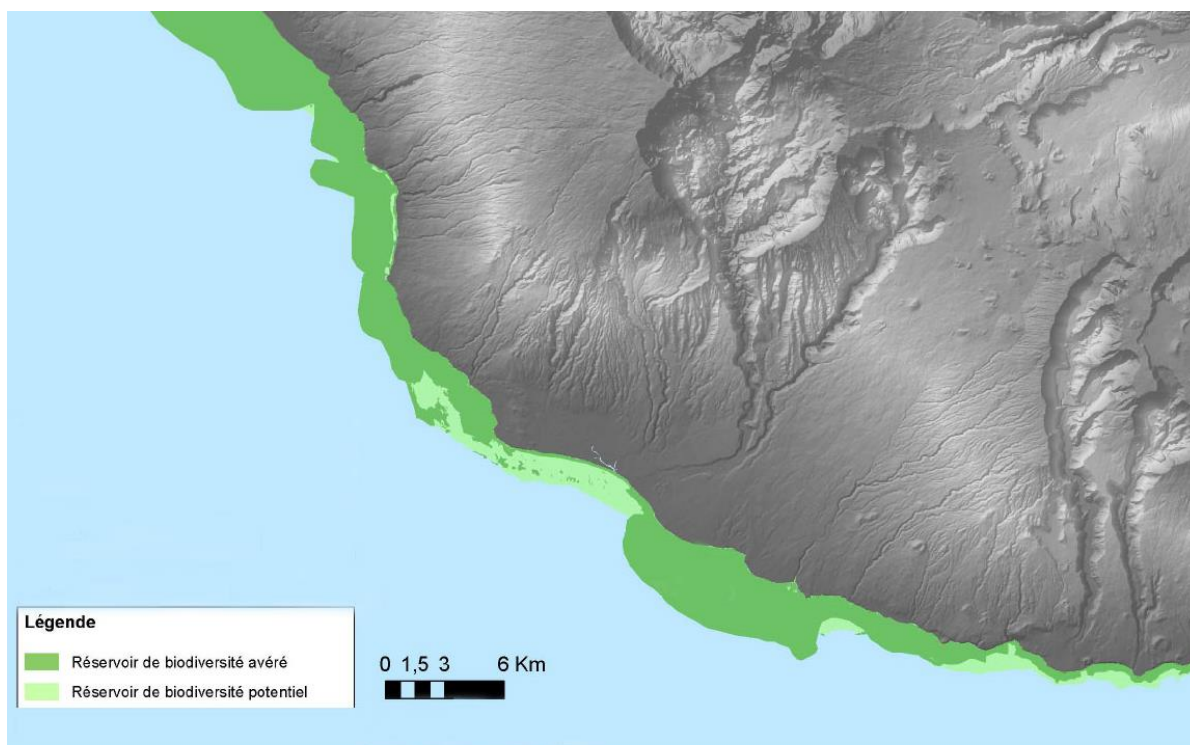 Légende
Réservoir de biodiversité avéré
Réservoir de biodiversité potentiel
0 1,5 3 6 Km